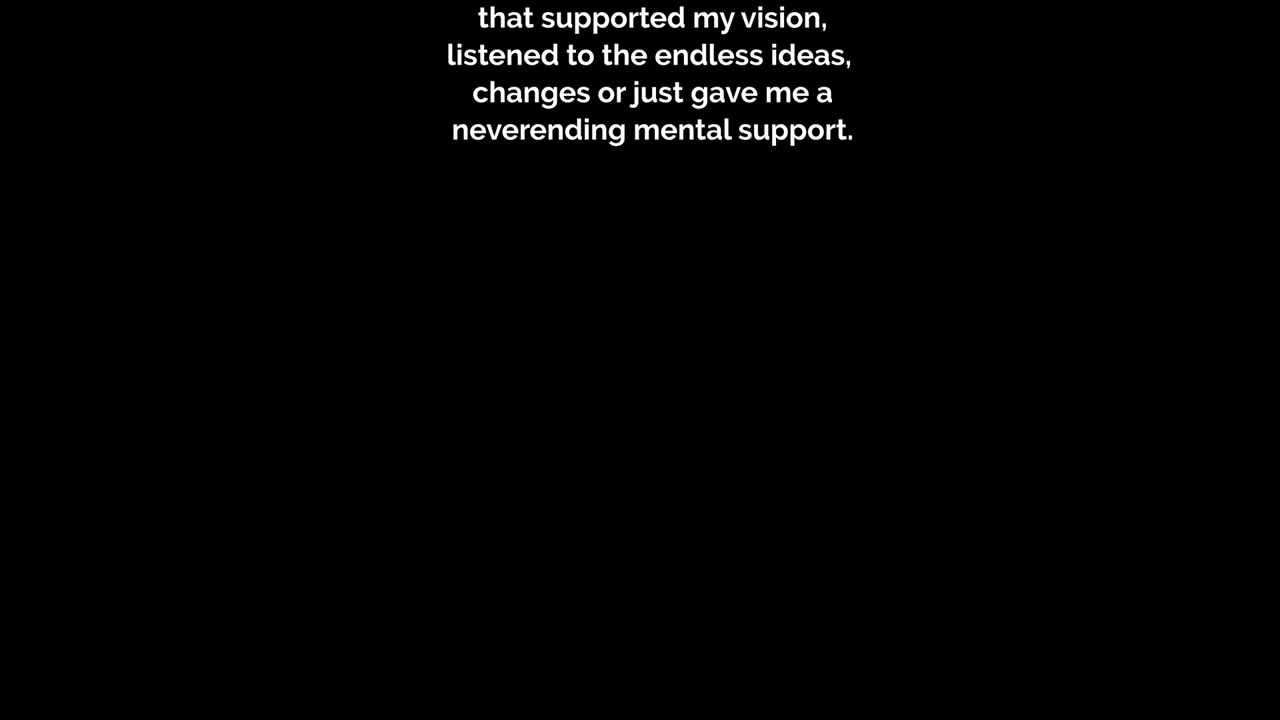 that supported my vision,
listened to the endless ideas,
changes or just gave me a
neverending mental support.